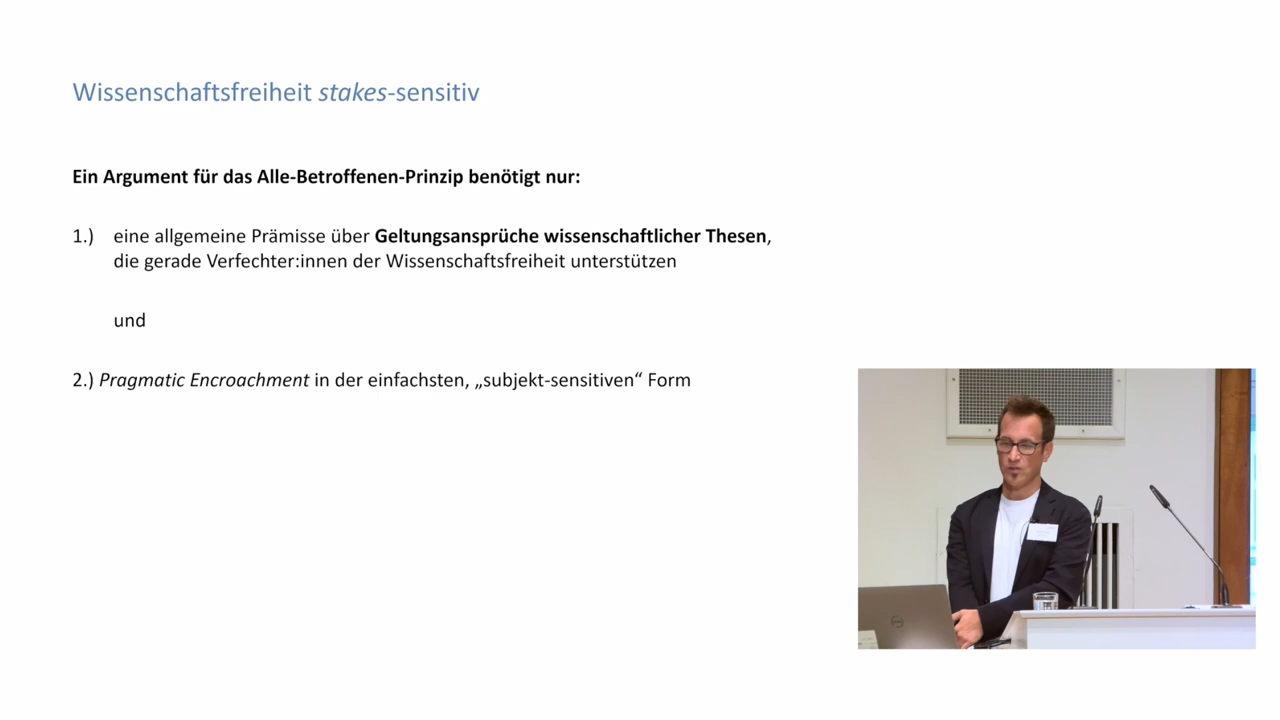 Wissenschaftsfreiheit stakes-sensitiv
Ein Argument für das Alle-Betroffenen-Prinzip benötigt nur:
1.) eine allgemeine Prämisse über Geltungsansprüche wissenschaftlicher Thesen,
die gerade Verfechter:innen der Wissenschaftsfreiheit unterstützen
und
2.) Pragmatic Encroachment in der einfachsten, „subjekt-sensitiven“ Form